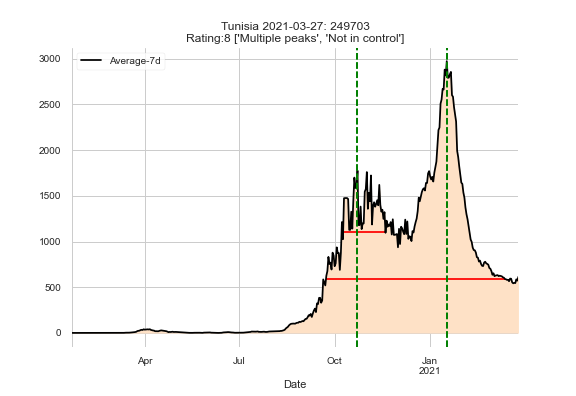 Tunisia 2021-03-27: 249703
Rating:8 ['Multiple peaks', 'Not in control']
Average-7d
3000
2500
2000
1500
1000
500
0
Apr
Jul
Oct
Jan
2021
Date